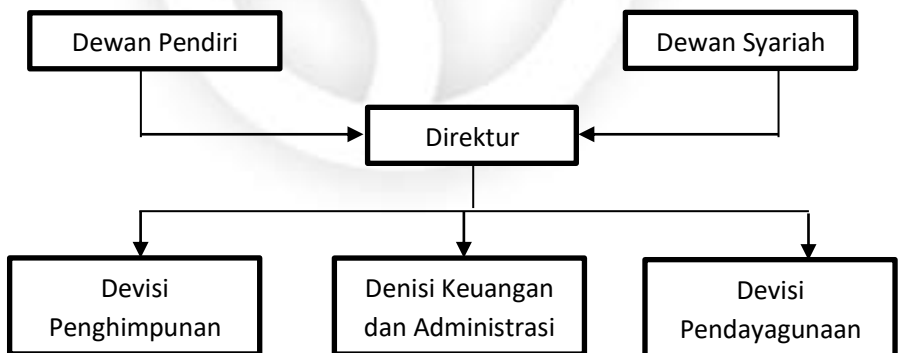 Dewan Pendiri
Dewan Syariah
Direktur
Devisi
Penghimpunan
Denisi Keuangan
dan Administrasi
Devisi
Pendayagunaan